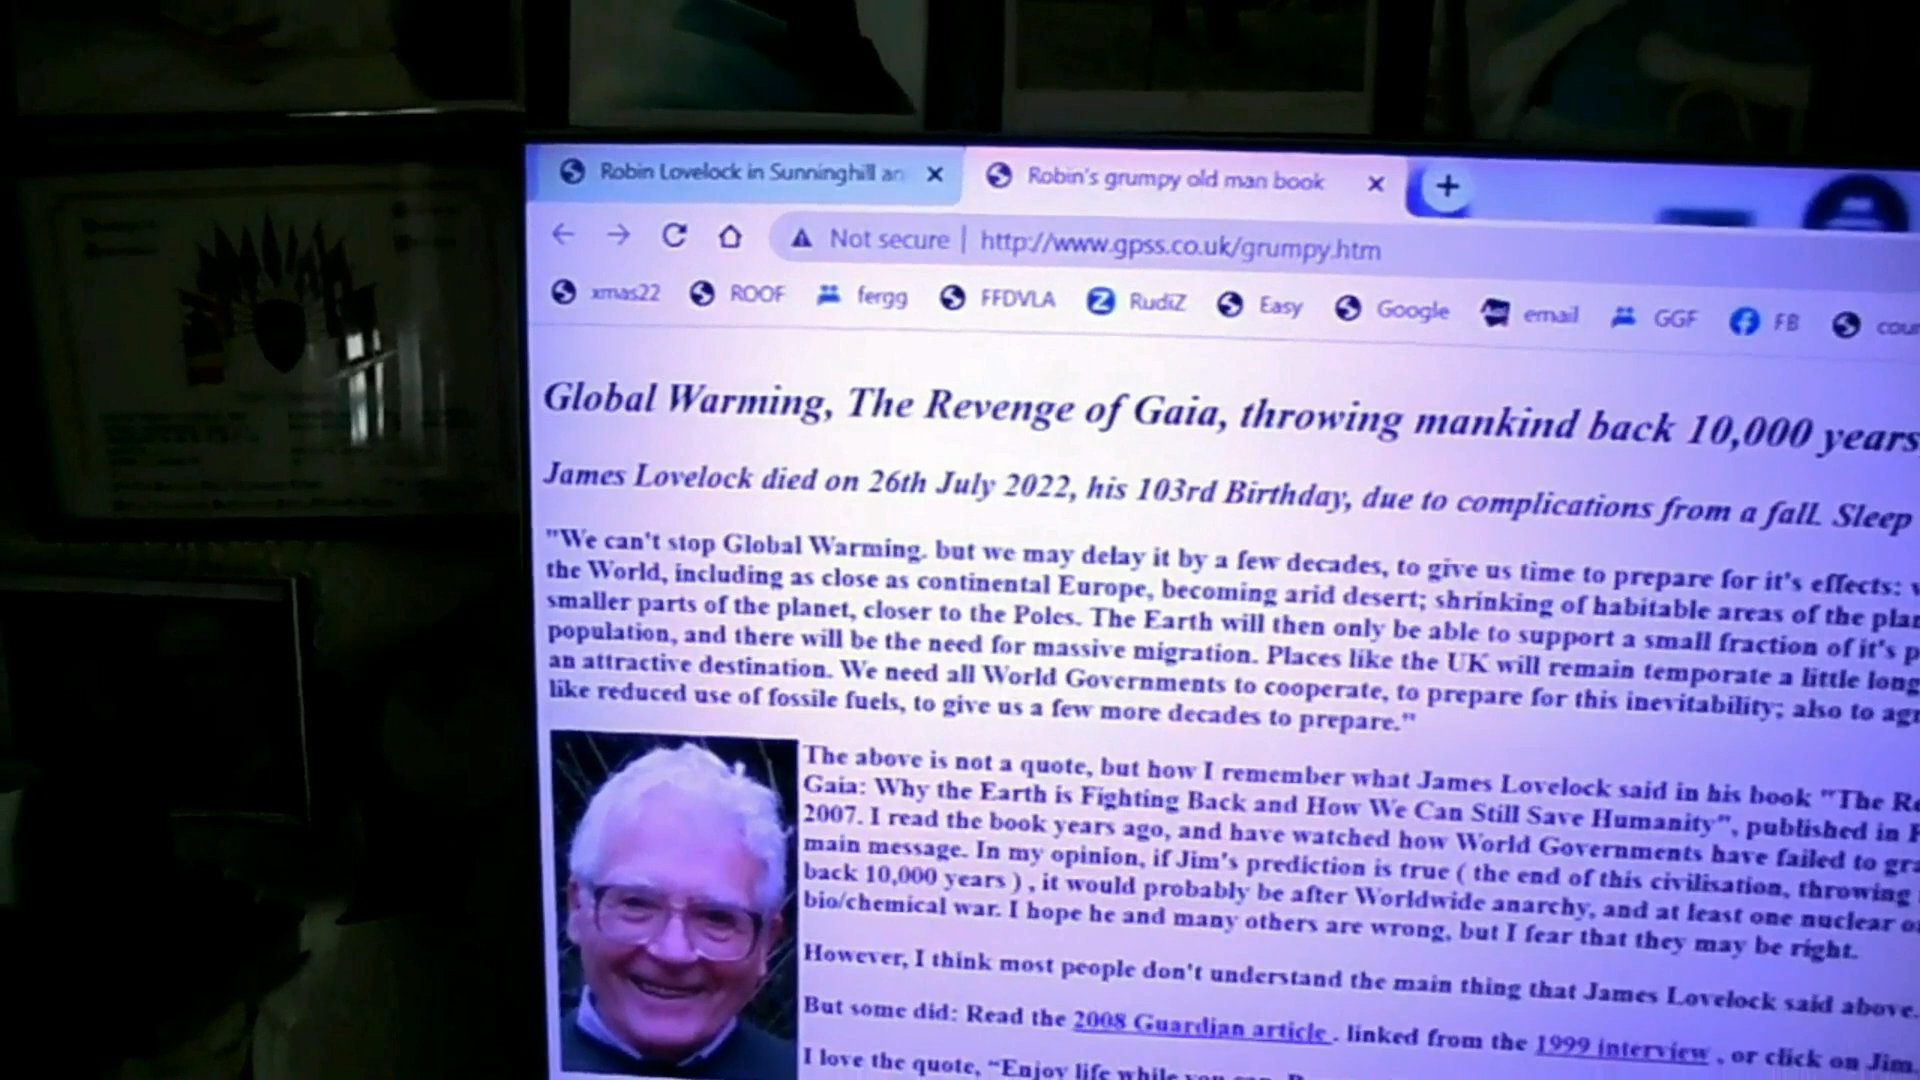 Robin Lovelock in Sunninghill an
Robin's grumpy old man book
Not secure | http://www.gpss.co.uk/grumpy.htm
xmas22 ROOF fergg FFDVLA RudiZ Easy Google email GGF FB cour
Global Warming, The Revenge of Gaia, throwing mankind back 10,000 years
James Lovelock died on 26th July 2022, his 103rd Birthday, due to complications from a fall. Sleep
"We can't stop Global Warming. but we may delay it by a few decades, to give us time to prepare for it's effects:
the World, including as close as continental Europe, becoming arid desert; shrinking of habitable areas of the plan
smaller parts of the planet, closer to the Poles. The Earth will then only be able to support a small fraction of it's p
population, and there will be the need for massive migration. Places like the UK will remain temperate a little long
an attractive destination. We need all World Governments to cooperate, to prepare for this inevitability; also to agr
like reduced use of fossile fuels, to give us a few more decades to prepare."
The above is not a quote, but how I remember what James Lovelock said in his book "The Re
Gaia: Why the Earth is Fighting Back and How We Can Still Save Humanity", published in F
2007. I read the book years ago, and have watched how World Governments have failed to gra
main message. In my opinion, if Jim's prediction is true ( the end of this civilisation, throwing
back 10,000 years ) , it would probably be after Worldwide anarchy, and at least one nuclear or
bio/chemical war. I hope he and many others are wrong, but I fear that they may be right.
However, I think most people don't understand the main thing that James Lovelock said above.
But some did: Read the 2008 Guardian article . linked from the 1999 interview , or click on Jim.
I love the quote, “Enjoy life while you can.